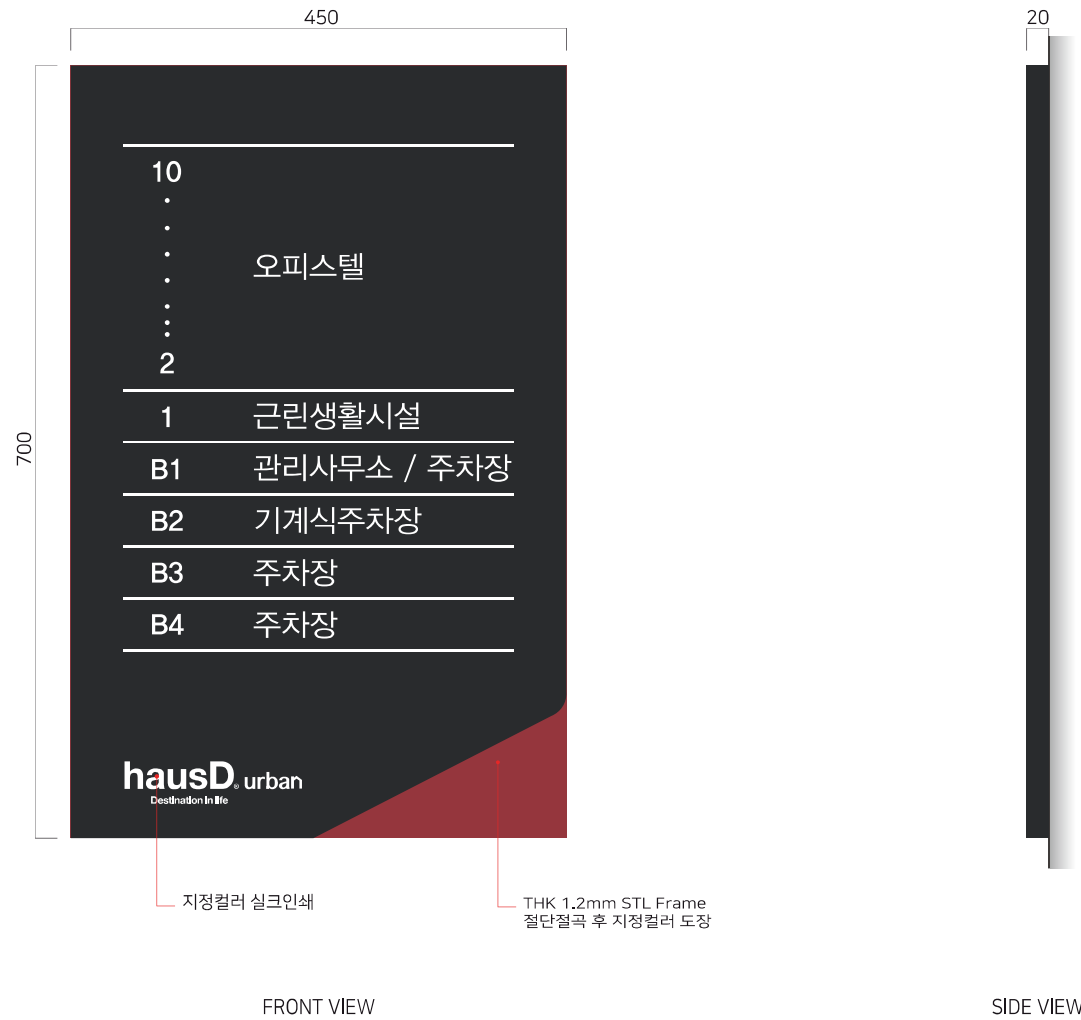 450
20
10
오피스텔
2
1 근린생활시설
700
B1 관리사무소 / 주차장
B2 기계식주차장
B3 주차장
B4 주차장
hausD® urban
Destination in life
지정컬러 실크인쇄
THK 1.2mm STL Frame
절단절곡 후 지정컬러 도장
FRONT VIEW
SIDE VIEW